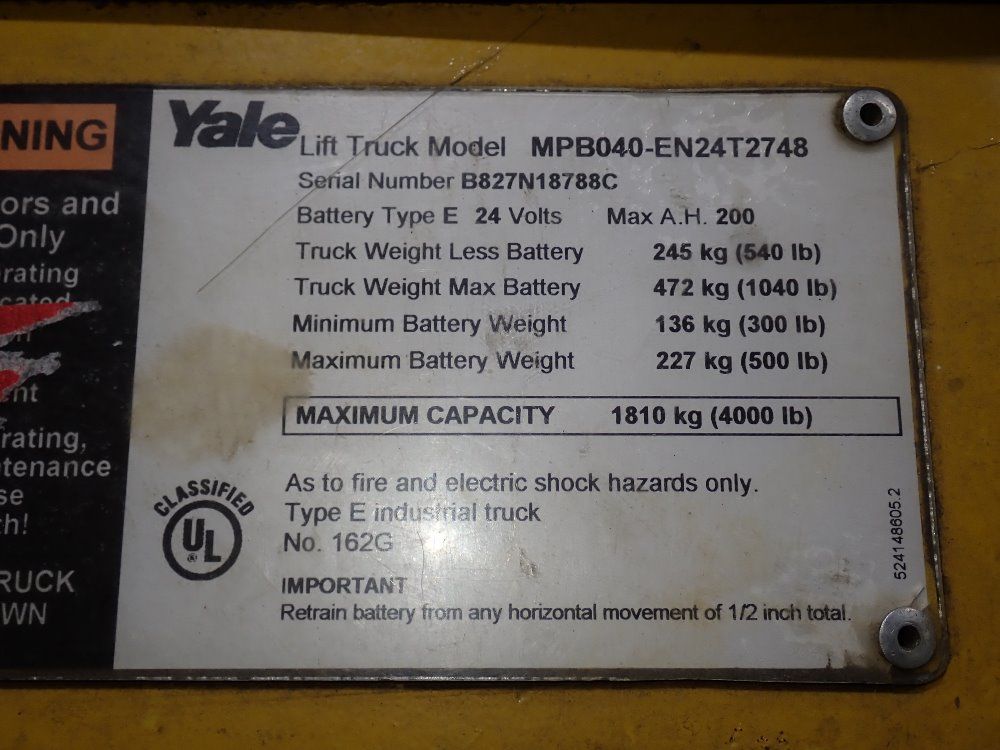 NING
ors and
Only
rating
cated
nt
rating,
tenance
se
th!
RUCK
WN
Yale
Lift Truck Model MPB040-EN24T2748
Serial Number B827N18788C
Battery Type E 24 Volts Max A.H. 200
Truck Weight Less Battery 245 kg (540 lb)
Truck Weight Max Battery 472 kg (1040 lb)
Minimum Battery Weight 136 kg (300 lb)
Maximum Battery Weight 227 kg (500 lb)
MAXIMUM CAPACITY 1810 kg (4000 lb)
CLASSIFIED
UL
®
As to fire and electric shock hazards only.
Type E industrial truck
No. 162G
IMPORTANT
Retrain battery from any horizontal movement of 1/2 inch total.
524148605.2